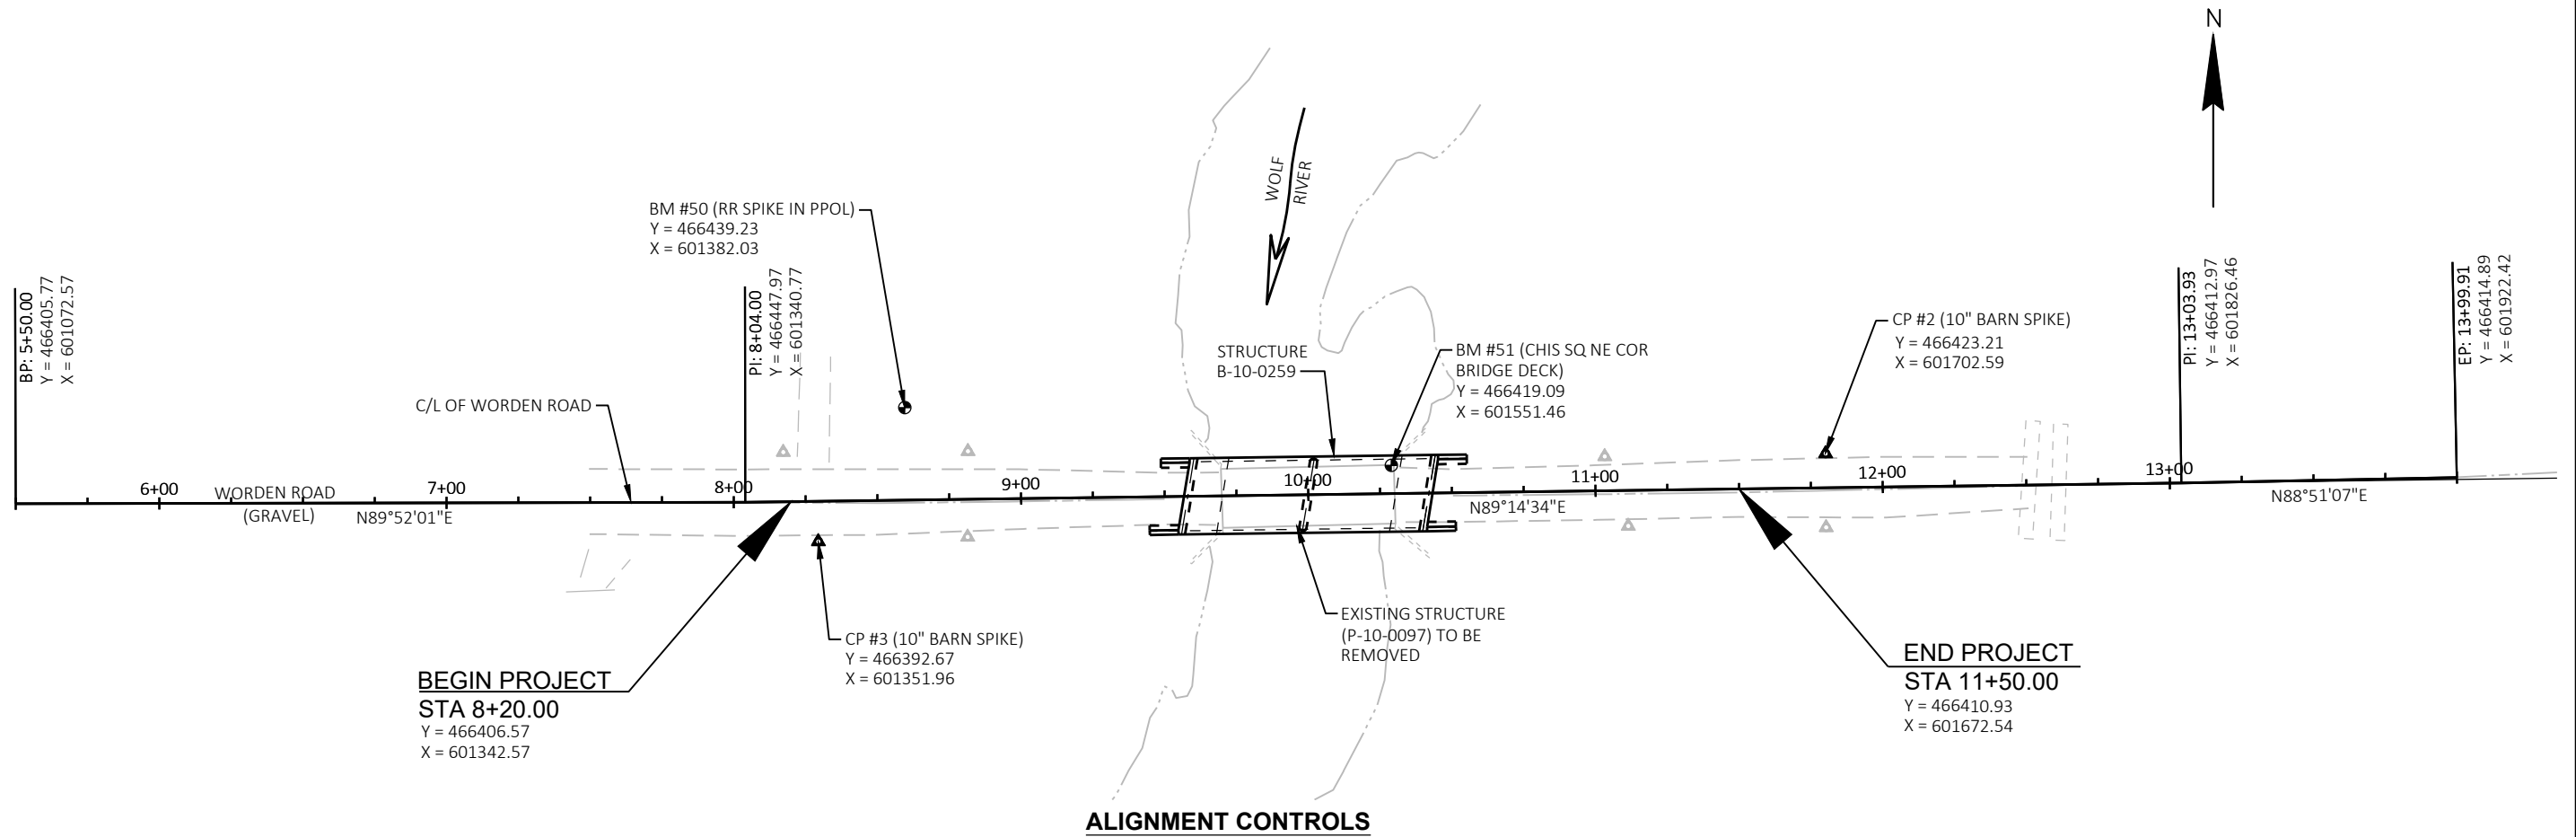 N
WOLF
RIVER
BM #50 (RR SPIKE IN PPOL)
Y = 466439.23
X = 601382.03
BP: 5+50.00
Y = 466405.77
X = 601072.57
PI: 8+04.00
Y = 466447.97
X = 601340.77
STRUCTURE
B-10-0259
BM #51 (CHIS SQ NE COR
BRIDGE DECK)
Y = 466419.09
X = 601551.46
CP #2 (10" BARN SPIKE)
Y = 466423.21
X = 601702.59
PI: 13+03.93
Y = 466412.97
X = 601826.46
EP: 13+99.91
Y = 466414.89
X = 601922.42
C/L OF WORDEN ROAD
6+00
7+00
8+00
9+00
10+00
11+00
12+00
13+00
WORDEN ROAD
(GRAVEL)
N89°52'01"E
N89°14'34"E
N88°51'07"E
CP #3 (10" BARN SPIKE)
Y = 466392.67
X = 601351.96
EXISTING STRUCTURE
(P-10-0097) TO BE
REMOVED
BEGIN PROJECT
STA 8+20.00
Y = 466406.57
X = 601342.57
END PROJECT
STA 11+50.00
Y = 466410.93
X = 601672.54
ALIGNMENT CONTROLS